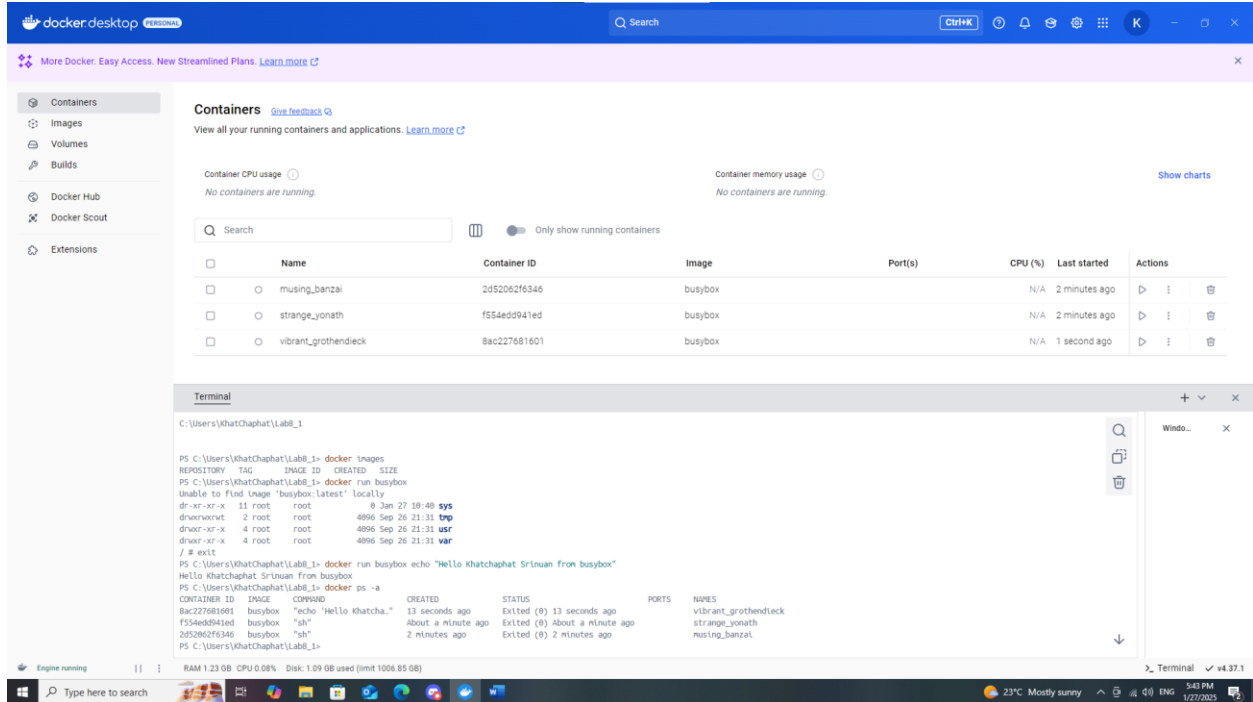 docker desktop PERSONAL
Search
Ctrl+K
K
More Docker. Easy Access. New Streamlined Plans. Learn more
Containers
Images
Volumes
Builds
Docker Hub
Docker Scout
Extensions
Containers Give feedback
View all your running containers and applications. Learn more
Container CPU usage
No containers are running.
Container memory usage
No containers are running.
Show charts
Search
Only show running containers
Name Container ID Image Port(s) CPU (%) Last started Actions
musing_banzai 2d52062f6346 busybox N/A 2 minutes ago
strange_yonath f554edd941ed busybox N/A 2 minutes ago
vibrant_grothendieck 8ac227681601 busybox N/A 1 second ago
Terminal
Windo...
C:\Users\KhatChaphat\Lab8_1
PS C:\Users\KhatChaphat\Lab8_1> docker images
REPOSITORY TAG IMAGE ID CREATED SIZE
PS C:\Users\KhatChaphat\Lab8_1> docker run busybox
Unable to find image 'busybox:latest' locally
dr-xr-xr-x 11 root root 0 Jan 27 10:40 sys
drwxrwxrwt 2 root root 4096 Sep 26 21:31 tmp
drwxr-xr-x 4 root root 4096 Sep 26 21:31 usr
drwxr-xr-x 4 root root 4096 Sep 26 21:31 var
/ # exit
PS C:\Users\KhatChaphat\Lab8_1> docker run busybox echo "Hello Khatchaphat Srinuan from busybox"
Hello Khatchaphat Srinuan from busybox
PS C:\Users\KhatChaphat\Lab8_1> docker ps -a
CONTAINER ID IMAGE COMMAND CREATED STATUS PORTS NAMES
8ac227681601 busybox "echo 'Hello Khatcha…" 13 seconds ago Exited (0) 13 seconds ago vibrant_grothendieck
f554edd941ed busybox "sh" About a minute ago Exited (0) About a minute ago strange_yonath
2d52062f6346 busybox "sh" 2 minutes ago Exited (0) 2 minutes ago musing_banzai
PS C:\Users\KhatChaphat\Lab8_1>
Engine running
RAM 1.23 GB CPU 0.08% Disk: 1.09 GB used (limit 1006.85 GB)
>_ Terminal
v4.37.1
Type here to search
23°C Mostly sunny
ENG
5:43 PM
1/27/2025
2